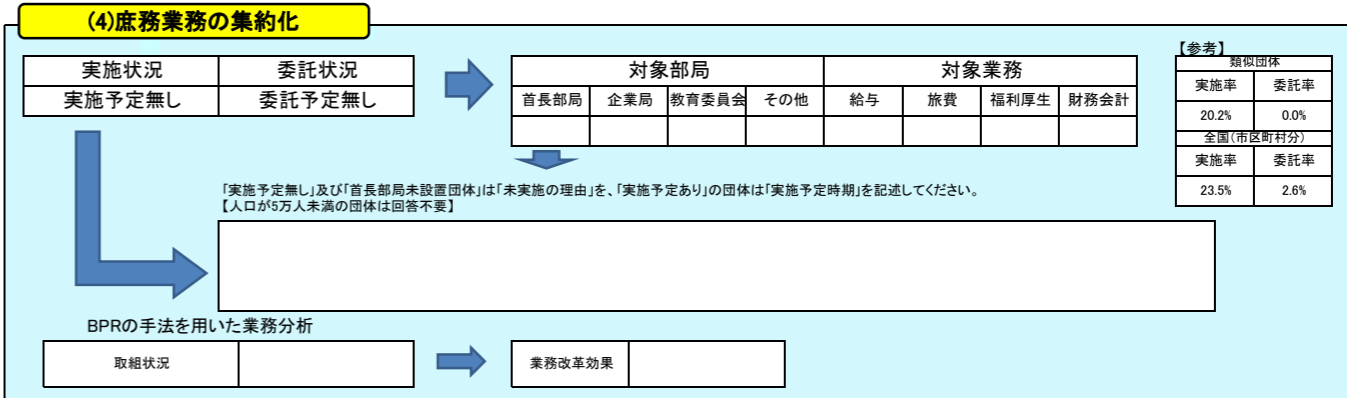 (4)庶務業務の集約化
実施状況 委託状況
実施予定無し 委託予定無し
対象部局 対象業務
首長部局 企業局 教育委員会 その他 給与 旅費 福利厚生 財務会計
【参考】
類似団体
実施率 委託率
20.2% 0.0%
全国(市区町村分)
実施率 委託率
23.5% 2.6%
「実施予定無し」及び「首長部局未設置団体」は「未実施の理由」を、「実施予定あり」の団体は「実施予定時期」を記述してください。
【人口が5万人未満の団体は回答不要】
BPRの手法を用いた業務分析
取組状況 業務改革効果